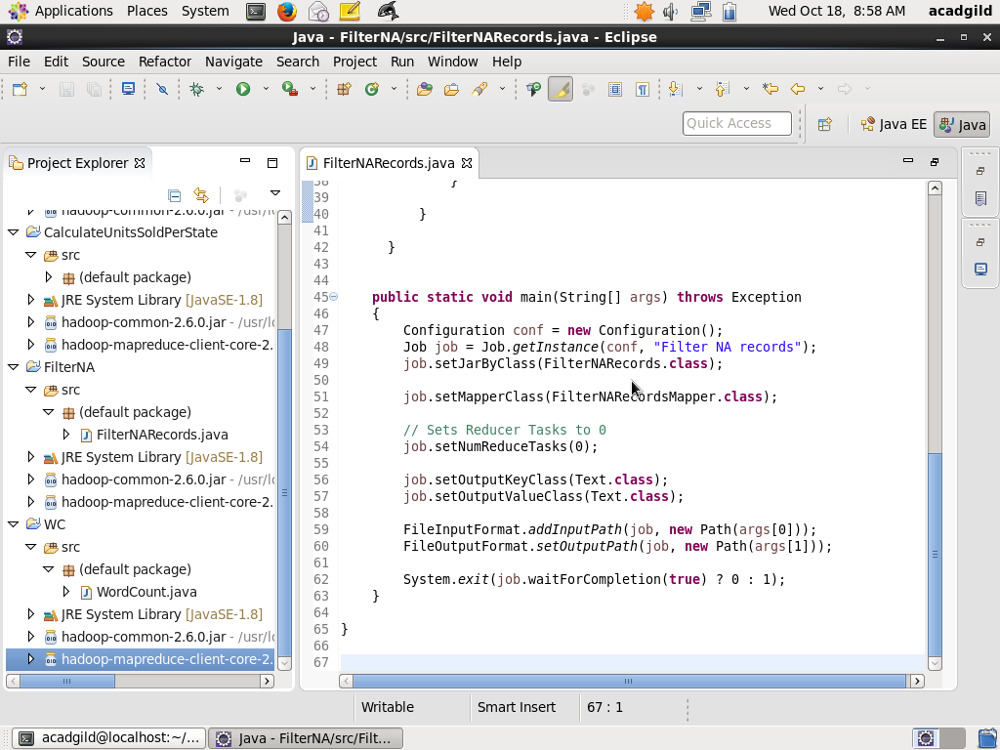 Applications Places System Wed Oct 18, 8:58 AM acadgild
Java - FilterNA/src/FilterNARecords.java - Eclipse
File Edit Source Refactor Navigate Search Project Run Window Help
Quick Access Java EE Java
Project Explorer
hadoop-common-2.6.0.jar - /usr/l
CalculateUnitsSoldPerState
src
(default package)
JRE System Library [JavaSE-1.8]
hadoop-common-2.6.0.jar - /usr/l
hadoop-mapreduce-client-core-2.
FilterNA
src
(default package)
FilterNARecords.java
JRE System Library [JavaSE-1.8]
hadoop-common-2.6.0.jar - /usr/l
hadoop-mapreduce-client-core-2.
WC
src
(default package)
WordCount.java
JRE System Library [JavaSE-1.8]
hadoop-common-2.6.0.jar - /usr/l
hadoop-mapreduce-client-core-2.
FilterNARecords.java
38 }
39
40 }
41
42 }
43
44
45 public static void main(String[] args) throws Exception
46 {
47 Configuration conf = new Configuration();
48 Job job = Job.getInstance(conf, "Filter NA records");
49 job.setJarByClass(FilterNARecords.class);
50
51 job.setMapperClass(FilterNARecordsMapper.class);
52
53 // Sets Reducer Tasks to 0
54 job.setNumReduceTasks(0);
55
56 job.setOutputKeyClass(Text.class);
57 job.setOutputValueClass(Text.class);
58
59 FileInputFormat.addInputPath(job, new Path(args[0]));
60 FileOutputFormat.setOutputPath(job, new Path(args[1]));
61
62 System.exit(job.waitForCompletion(true) ? 0 : 1);
63 }
64
65 }
66
67
Writable Smart Insert 67 : 1
acadgild@localhost:~/... Java - FilterNA/src/Filt...